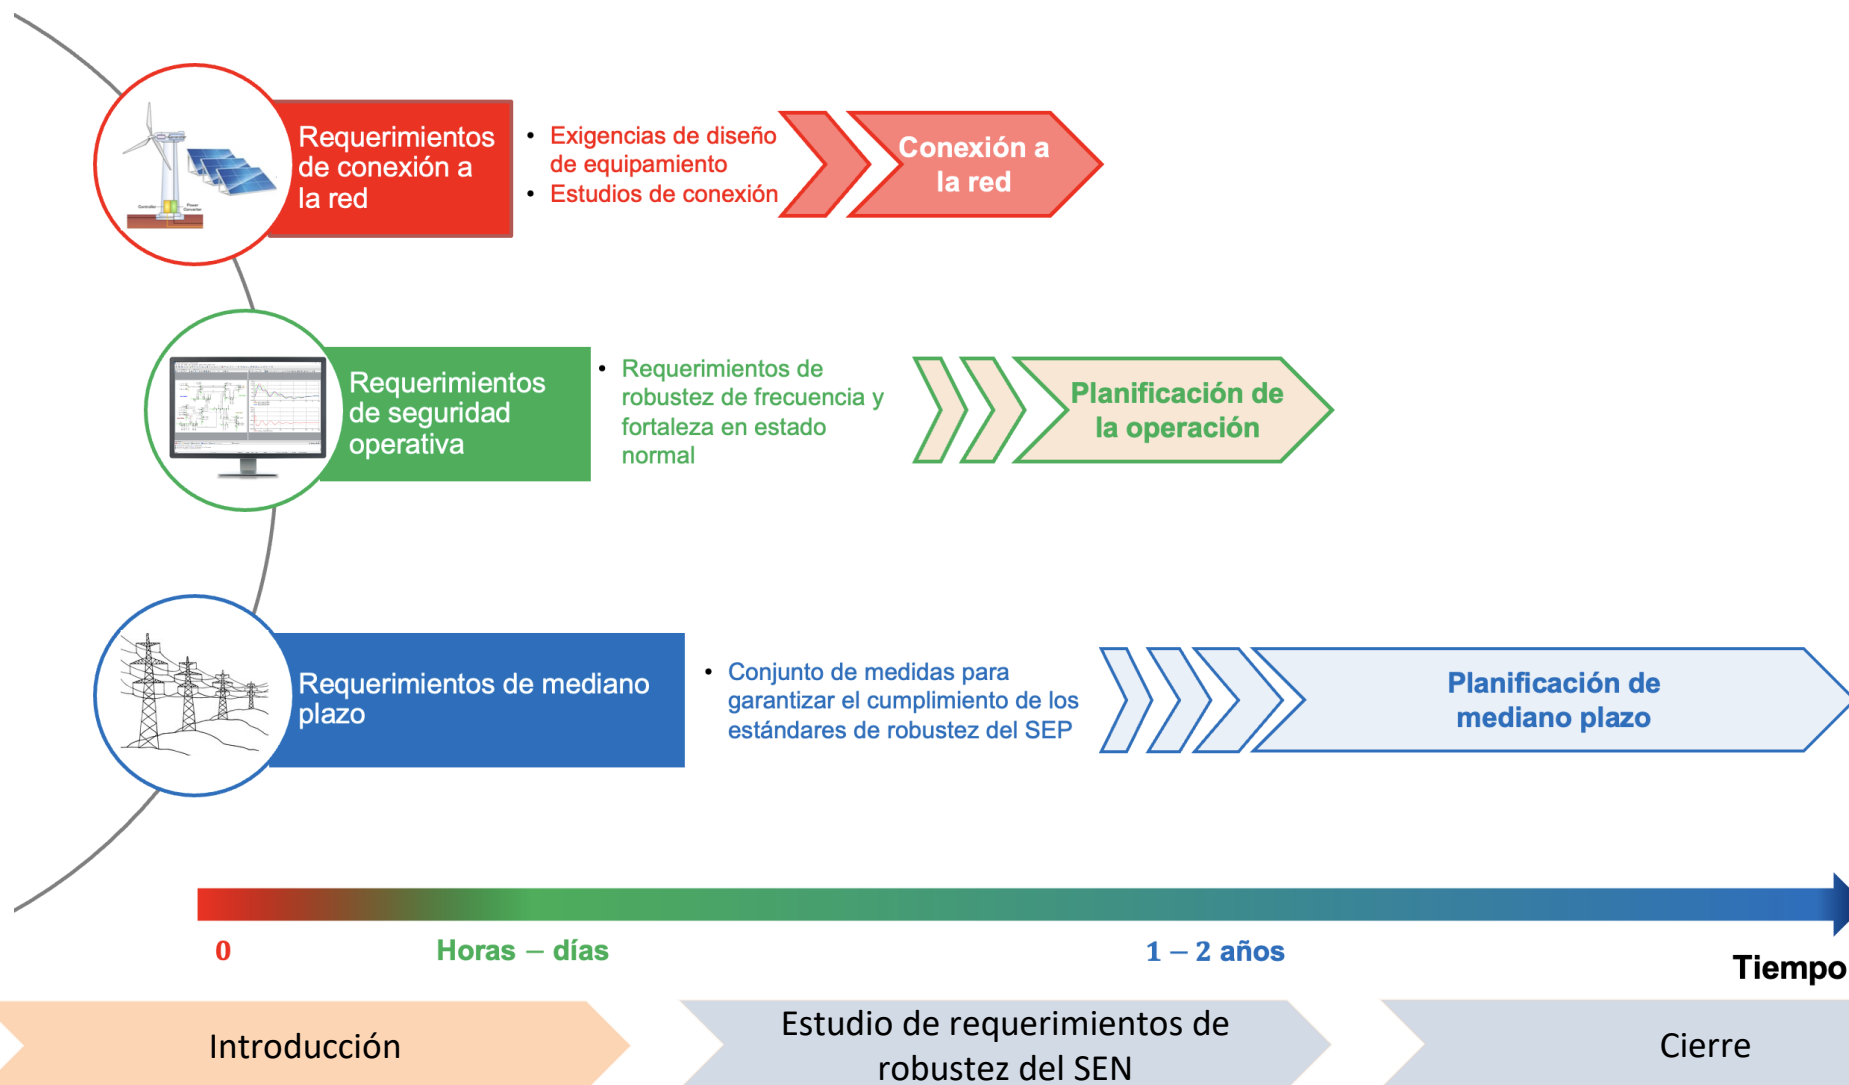 Requerimientos
de conexión a
la red
• Exigencias de diseño
de equipamiento
• Estudios de conexión
Conexión a
la red
Controller
Power
Converter
Requerimientos
de seguridad
operativa
• Requerimientos de
robustez de frecuencia y
fortaleza en estado
normal
Planificación de
la operación
Requerimientos de mediano
plazo
• Conjunto de medidas para
garantizar el cumplimiento de los
estándares de robustez del SEP
Planificación de
mediano plazo
0
Horas – días
1 – 2 años
Tiempo
Introducción
Estudio de requerimientos de
robustez del SEN
Cierre